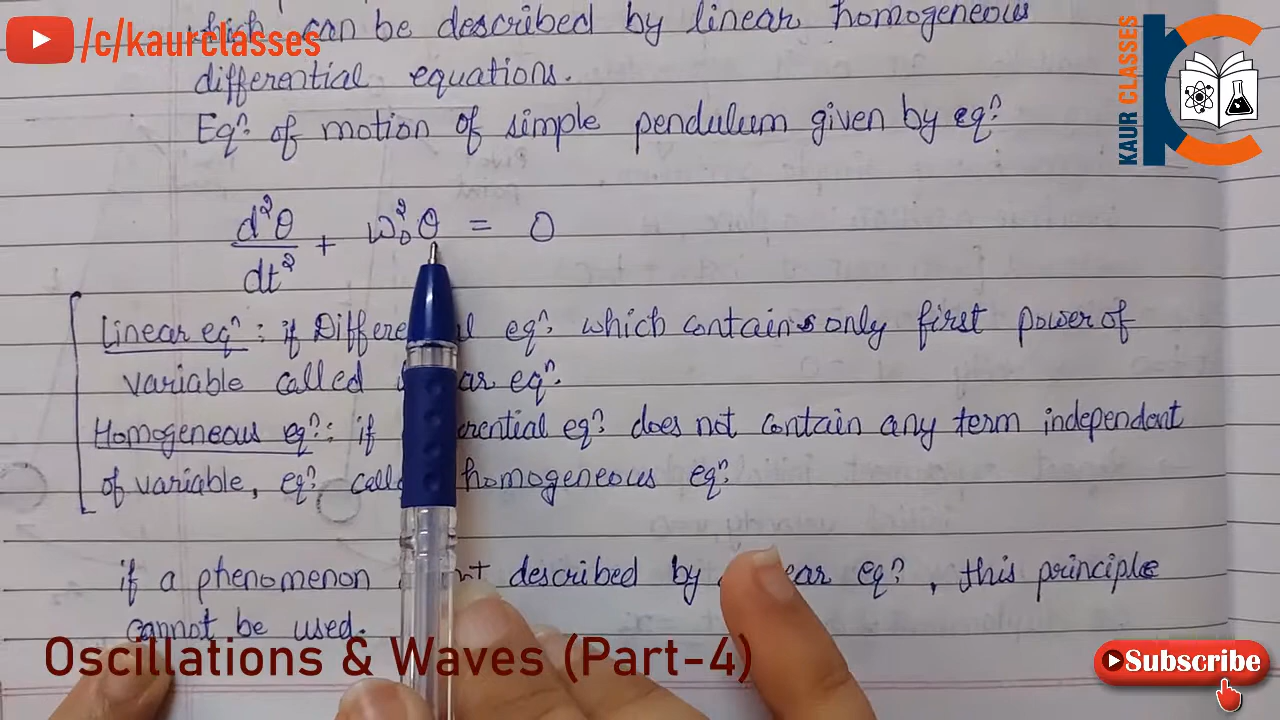 which can be described by linear homogeneous
/c/kaurclasses
differential equations.
Eqⁿ. of motion of simple pendulum given by eqⁿ.
d²θ/dt² + ω₀²θ = 0
Linear eqⁿ: if Differe al eqⁿ. which contains only first power of
variable called ar eqⁿ.
Homogeneous eqⁿ: if erential eqⁿ. does not contain any term independent
of variable, eqⁿ. call homogeneous eqⁿ.
if a phenomenon described by ear eqⁿ., this principle
cannot be used.
Oscillations & Waves (Part-4)
KAUR CLASSES
Subscribe